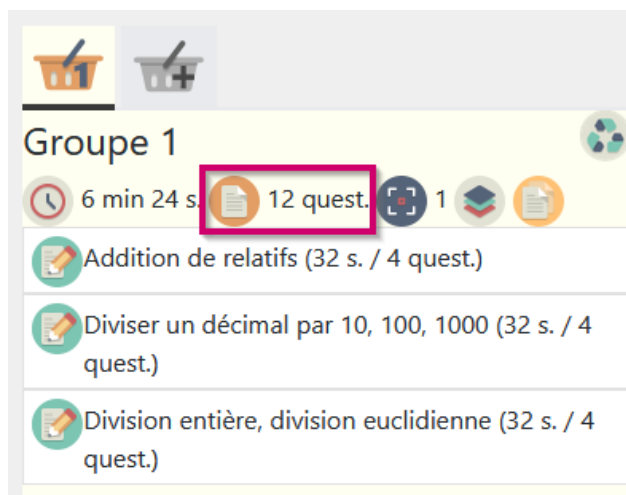 1
Groupe 1
6 min 24 s. 12 quest. 1
Addition de relatifs (32 s. / 4 quest.)
Diviser un décimal par 10, 100, 1000 (32 s. / 4
quest.)
Division entière, division euclidienne (32 s. / 4
quest.)